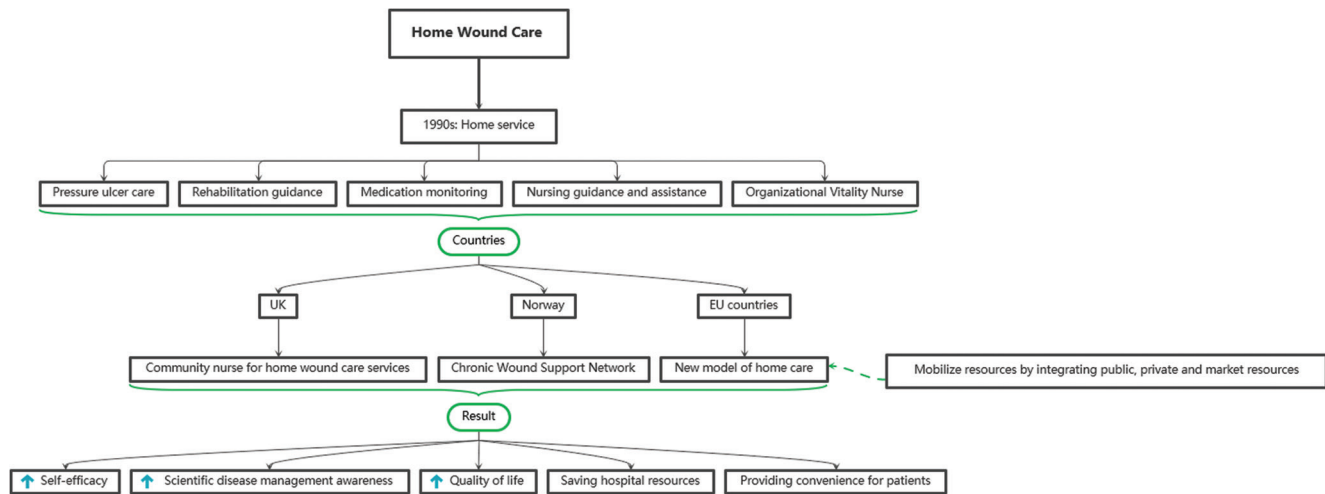 Home Wound Care
1990s: Home service
Pressure ulcer care
Rehabilitation guidance
Medication monitoring
Nursing guidance and assistance
Organizational Vitality Nurse
Countries
UK
Norway
EU countries
Community nurse for home wound care services
Chronic Wound Support Network
New model of home care
Mobilize resources by integrating public, private and market resources
Result
Self-efficacy
Scientific disease management awareness
Quality of life
Saving hospital resources
Providing convenience for patients